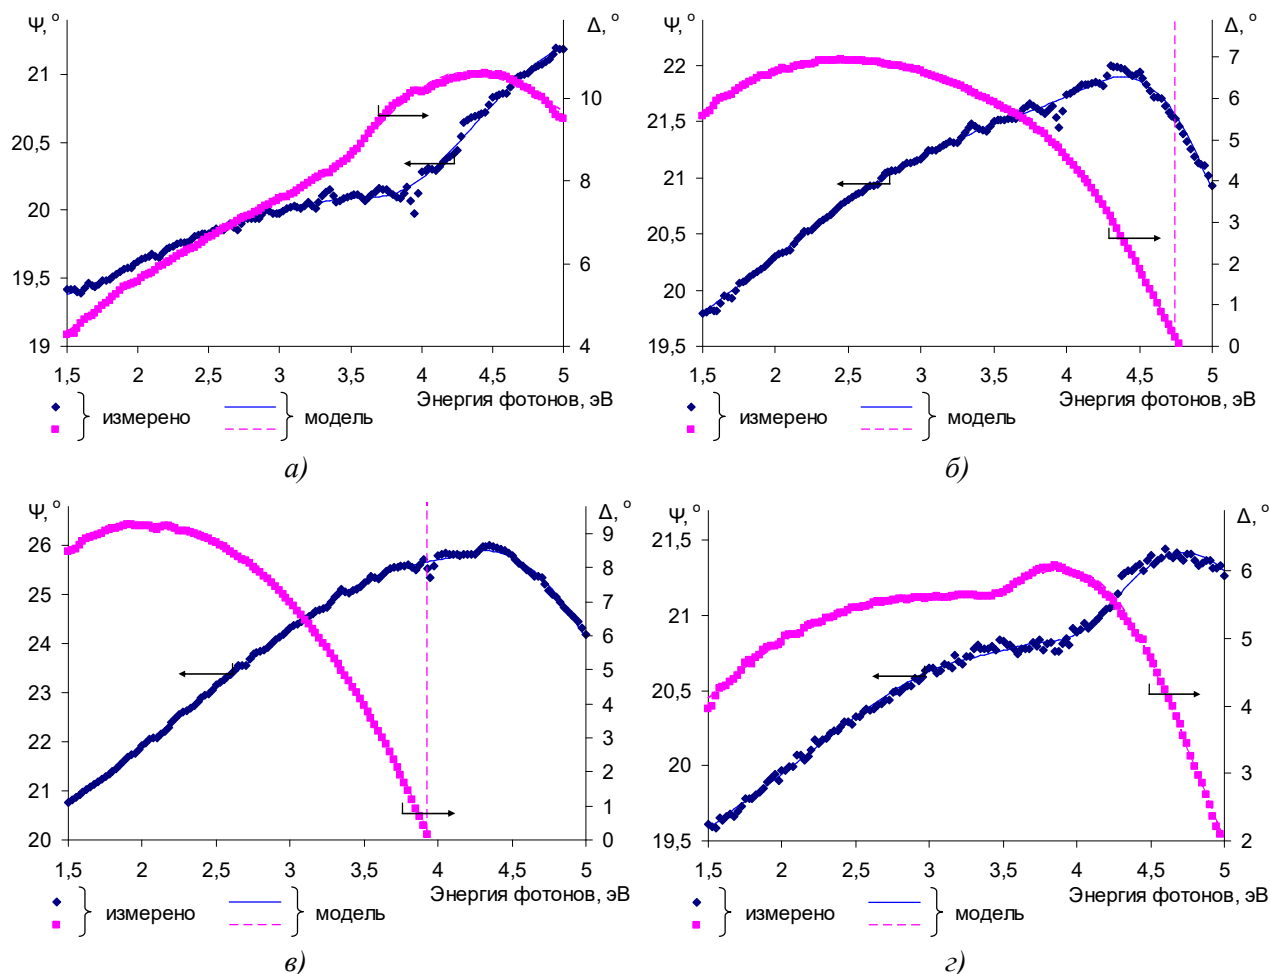 Ψ, °
Δ, °
21
20,5
20
19,5
19
10
8
6
4
1,5 2 2,5 3 3,5 4 4,5 5
Энергия фотонов, эВ
измерено
модель
а)
Ψ, °
Δ, °
22
21,5
21
20,5
20
19,5
7
6
5
4
3
2
1
0
1,5 2 2,5 3 3,5 4 4,5 5
Энергия фотонов, эВ
измерено
модель
б)
Ψ, °
Δ, °
26
25
24
23
22
21
20
9
8
7
6
5
4
3
2
1
0
1,5 2 2,5 3 3,5 4 4,5 5
Энергия фотонов, эВ
измерено
модель
в)
Ψ, °
Δ, °
21,5
21
20,5
20
19,5
6
5
4
3
2
1,5 2 2,5 3 3,5 4 4,5 5
Энергия фотонов, эВ
измерено
модель
г)